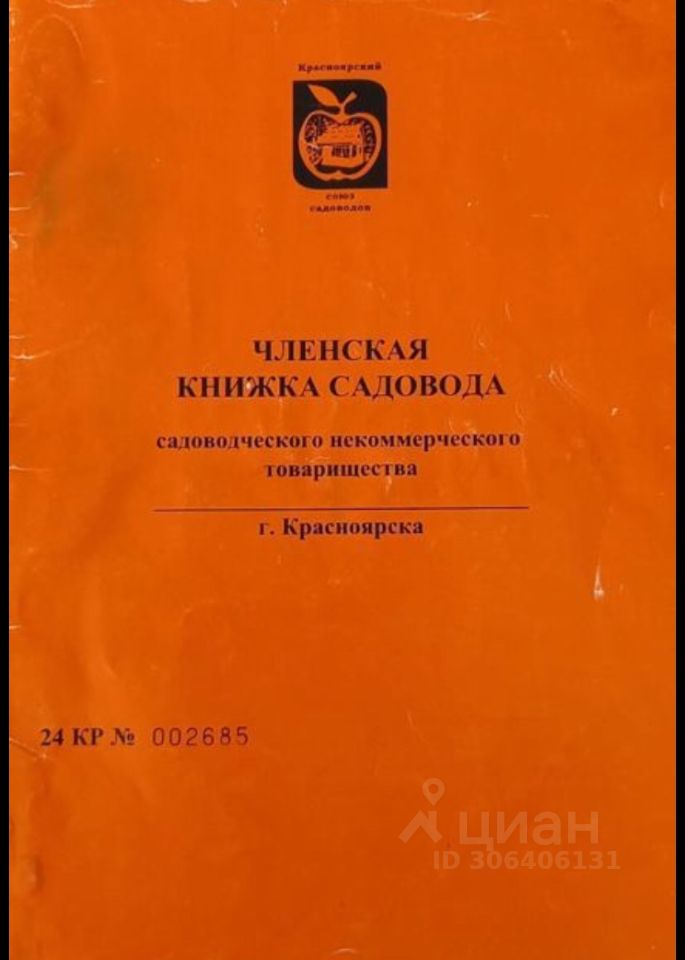 Красноярский
союз
садоводов
ЧЛЕНСКАЯ
КНИЖКА САДОВОДА
садоводческого некоммерческого
товарищества
г. Красноярска
24 КР № 002685
циан
ID 306406131